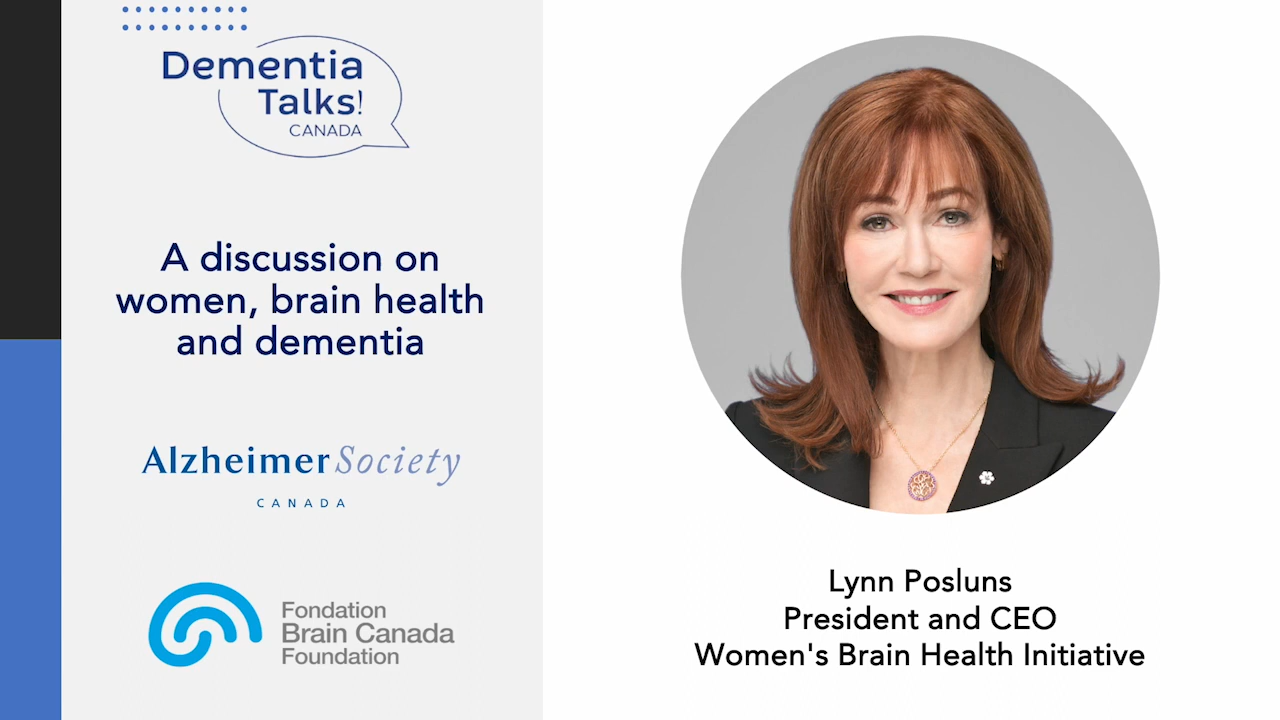 Dementia
Talks!
CANADA
A discussion on
women, brain health
and dementia
Alzheimer Society
CANADA
Fondation
Brain Canada
Foundation
Lynn Posluns
President and CEO
Women's Brain Health Initiative